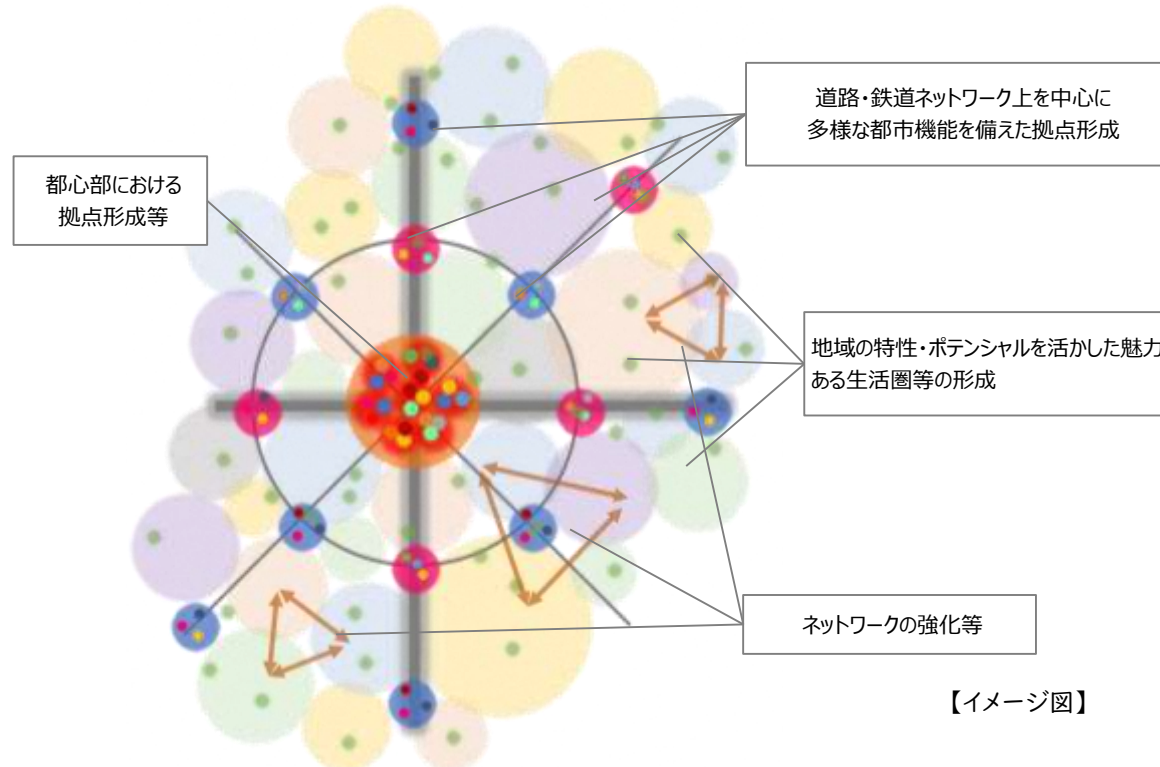 道路・鉄道ネットワーク上を中心に
多様な都市機能を備えた拠点形成
都心部における
拠点形成等
地域の特性・ポテンシャルを活かした魅力
ある生活圏等の形成
ネットワークの強化等
【イメージ図】